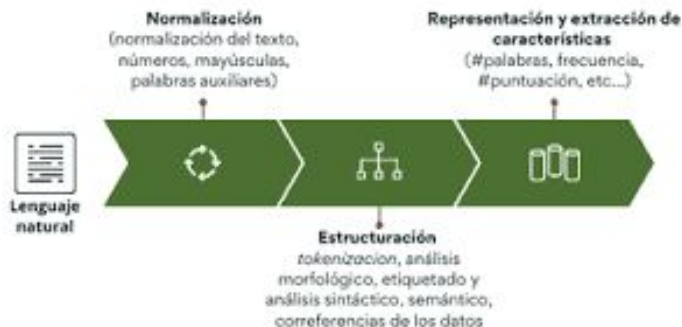 Normalización
(normalización del texto,
números, mayúsculas,
palabras auxiliares)
Representación y extracción de
características
(#palabras, frecuencia,
#puntuación, etc...)
Lenguaje
natural
Estructuración
tokenizacion, análisis
morfológico, etiquetado y
análisis sintáctico, semántico,
correferencias de los datos